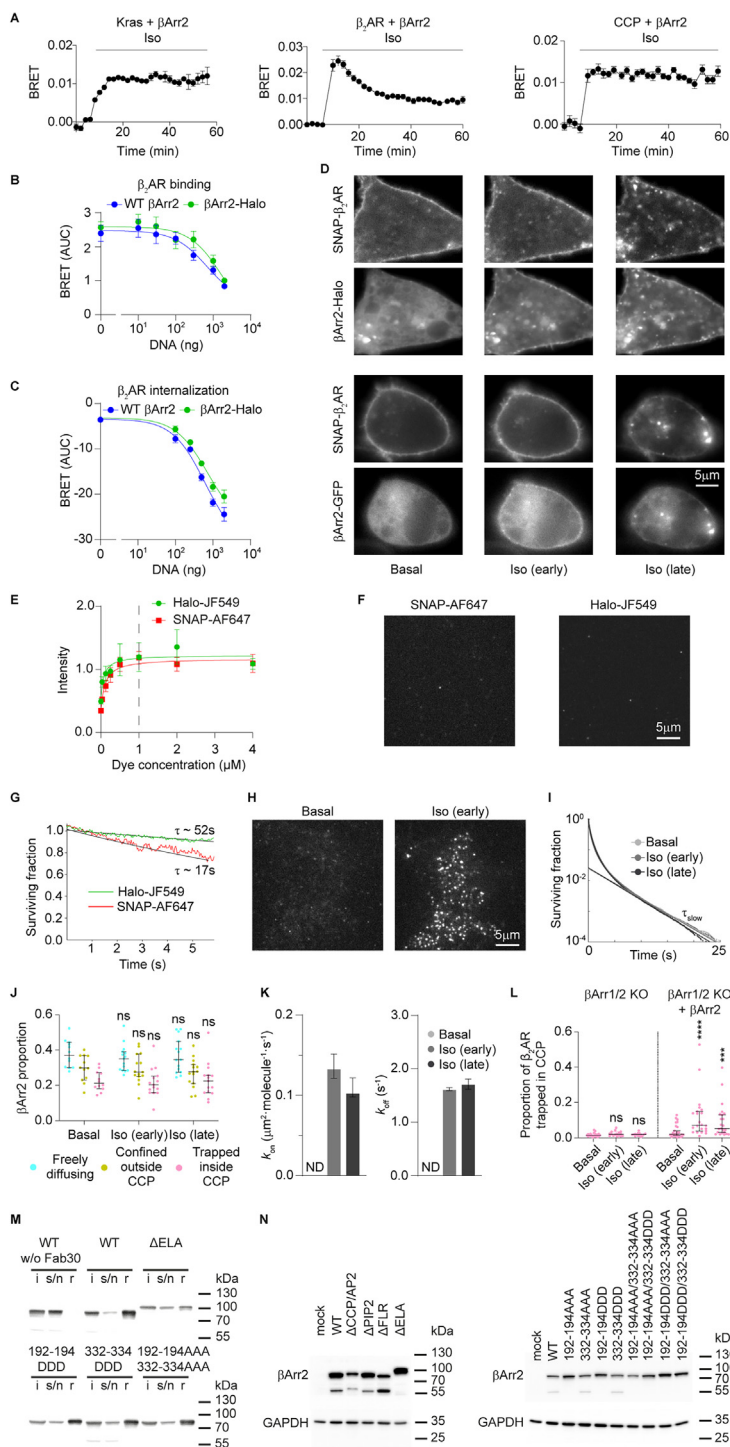 A
Kras + βArr2
Iso
BRET
0.02
0.01
0.00
0 20 40 60
Time (min)
β2AR + βArr2
Iso
BRET
0.03
0.02
0.01
0.00
0 20 40 60
Time (min)
CCP + βArr2
Iso
BRET
0.02
0.01
0.00
0 20 40 60
Time (min)
B
β2AR binding
WT βArr2 βArr2-Halo
BRET (AUC)
3
2
1
0
0 10¹ 10² 10³ 10⁴
DNA (ng)
C
β2AR internalization
WT βArr2 βArr2-Halo
BRET (AUC)
0
-10
-20
-30
0 10¹ 10² 10³ 10⁴
DNA (ng)
D
SNAP-β2AR
βArr2-Halo
SNAP-β2AR
βArr2-GFP
5µm
Basal Iso (early) Iso (late)
E
Halo-JF549
SNAP-AF647
Intensity
2.0
1.0
0.0
0 1 2 3 4
Dye concentration (µM)
F
SNAP-AF647 Halo-JF549
5µm
G
Surviving fraction
1.0
0.8
0.6
0.4
0.2
0
τ ~ 52s
τ ~ 17s
Halo-JF549
SNAP-AF647
1 2 3 4 5
Time (s)
H
Basal Iso (early)
5µm
I
Surviving fraction
10⁰
10⁻²
10⁻⁴
Basal
Iso (early)
Iso (late)
τslow
0 25
Time (s)
J
βArr2 proportion
0.6
0.4
0.2
0.0
ns ns ns ns ns ns
Basal Iso (early) Iso (late)
Freely diffusing
Confined outside CCP
Trapped inside CCP
K
kon (µm²·molecule⁻¹·s⁻¹)
0.2
0.1
0.0
ND
koff (s⁻¹)
3
2
1
0
ND
Basal
Iso (early)
Iso (late)
L
βArr1/2 KO
βArr1/2 KO + βArr2
Proportion of β2AR trapped in CCP
0.6
0.4
0.2
0.0
ns ns **** ***
Basal Iso (early) Iso (late) Basal Iso (early) Iso (late)
M
WT w/o Fab30 WT ΔELA
i s/n r i s/n r i s/n r kDa
130
100
70
55
192-194 DDD 332-334 DDD 192-194AAA 332-334AAA
i s/n r i s/n r i s/n r kDa
130
100
70
55
N
mock WT ΔCCP/AP2 ΔPIP2 ΔFLR ΔELA kDa
βArr2
130
100
70
55
GAPDH
35
25
mock WT 192-194AAA 332-334AAA 192-194DDD 332-334DDD 192-194AAA/332-334AAA 192-194AAA/332-334DDD 192-194DDD/332-334AAA 192-194DDD/332-334DDD kDa
βArr2
130
100
70
55
GAPDH
35
25